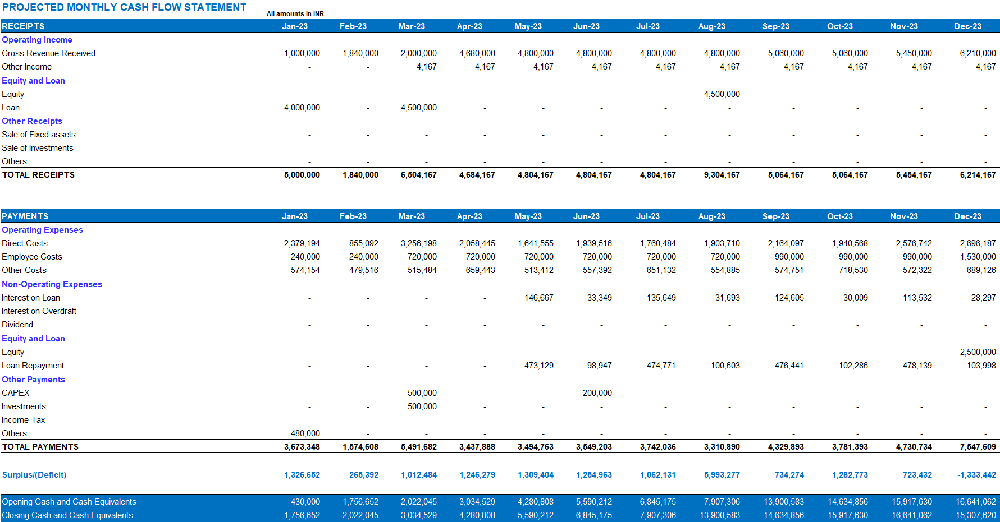 PROJECTED MONTHLY CASH FLOW STATEMENT
All amounts in INR
RECEIPTS Jan-23 Feb-23 Mar-23 Apr-23 May-23 Jun-23 Jul-23 Aug-23 Sep-23 Oct-23 Nov-23 Dec-23
Operating Income
Gross Revenue Received 1,000,000 1,840,000 2,000,000 4,680,000 4,800,000 4,800,000 4,800,000 4,800,000 5,060,000 5,060,000 5,450,000 6,210,000
Other Income - - 4,167 4,167 4,167 4,167 4,167 4,167 4,167 4,167 4,167 4,167
Equity and Loan
Equity - - - - - - - 4,500,000 - - - -
Loan 4,000,000 - 4,500,000 - - - - - - - - -
Other Receipts
Sale of Fixed assets - - - - - - - - - - - -
Sale of Investments - - - - - - - - - - - -
Others - - - - - - - - - - - -
TOTAL RECEIPTS 5,000,000 1,840,000 6,504,167 4,684,167 4,804,167 4,804,167 4,804,167 9,304,167 5,064,167 5,064,167 5,454,167 6,214,167
PAYMENTS Jan-23 Feb-23 Mar-23 Apr-23 May-23 Jun-23 Jul-23 Aug-23 Sep-23 Oct-23 Nov-23 Dec-23
Operating Expenses
Direct Costs 2,379,194 855,092 3,256,198 2,058,445 1,641,555 1,939,516 1,760,484 1,903,710 2,164,097 1,940,568 2,576,742 2,696,187
Employee Costs 240,000 240,000 720,000 720,000 720,000 720,000 720,000 720,000 990,000 990,000 990,000 1,530,000
Other Costs 574,154 479,516 515,484 659,443 513,412 557,392 651,132 554,885 574,751 718,530 572,322 689,126
Non-Operating Expenses
Interest on Loan - - - - 146,667 33,349 135,649 31,693 124,605 30,009 113,532 28,297
Interest on Overdraft - - - - - - - - - - - -
Dividend - - - - - - - - - - - -
Equity and Loan
Equity - - - - - - - - - - - 2,500,000
Loan Repayment - - - - 473,129 98,947 474,771 100,603 476,441 102,286 478,139 103,998
Other Payments
CAPEX - - 500,000 - - 200,000 - - - - - -
Investments - - 500,000 - - - - - - - - -
Income-Tax - - - - - - - - - - - -
Others 480,000 - - - - - - - - - - -
TOTAL PAYMENTS 3,673,348 1,574,608 5,491,682 3,437,888 3,494,763 3,549,203 3,742,036 3,310,890 4,329,893 3,781,393 4,730,734 7,547,609
Surplus/(Deficit) 1,326,652 265,392 1,012,484 1,246,279 1,309,404 1,254,963 1,062,131 5,993,277 734,274 1,282,773 723,432 -1,333,442
Opening Cash and Cash Equivalents 430,000 1,756,652 2,022,045 3,034,529 4,280,808 5,590,212 6,845,175 7,907,306 13,900,583 14,634,856 15,917,630 16,641,062
Closing Cash and Cash Equivalents 1,756,652 2,022,045 3,034,529 4,280,808 5,590,212 6,845,175 7,907,306 13,900,583 14,634,856 15,917,630 16,641,062 15,307,620